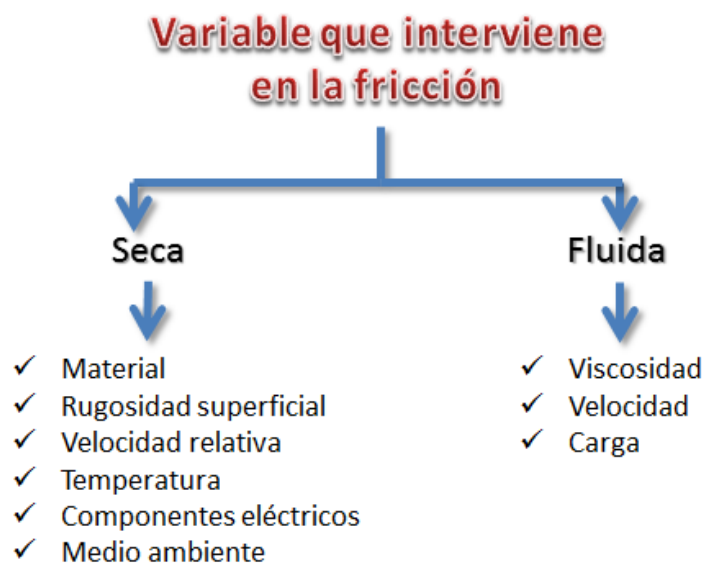 Variable que interviene
en la fricción
Seca
Material
Rugosidad superficial
Velocidad relativa
Temperatura
Componentes eléctricos
Medio ambiente
Fluida
Viscosidad
Velocidad
Carga